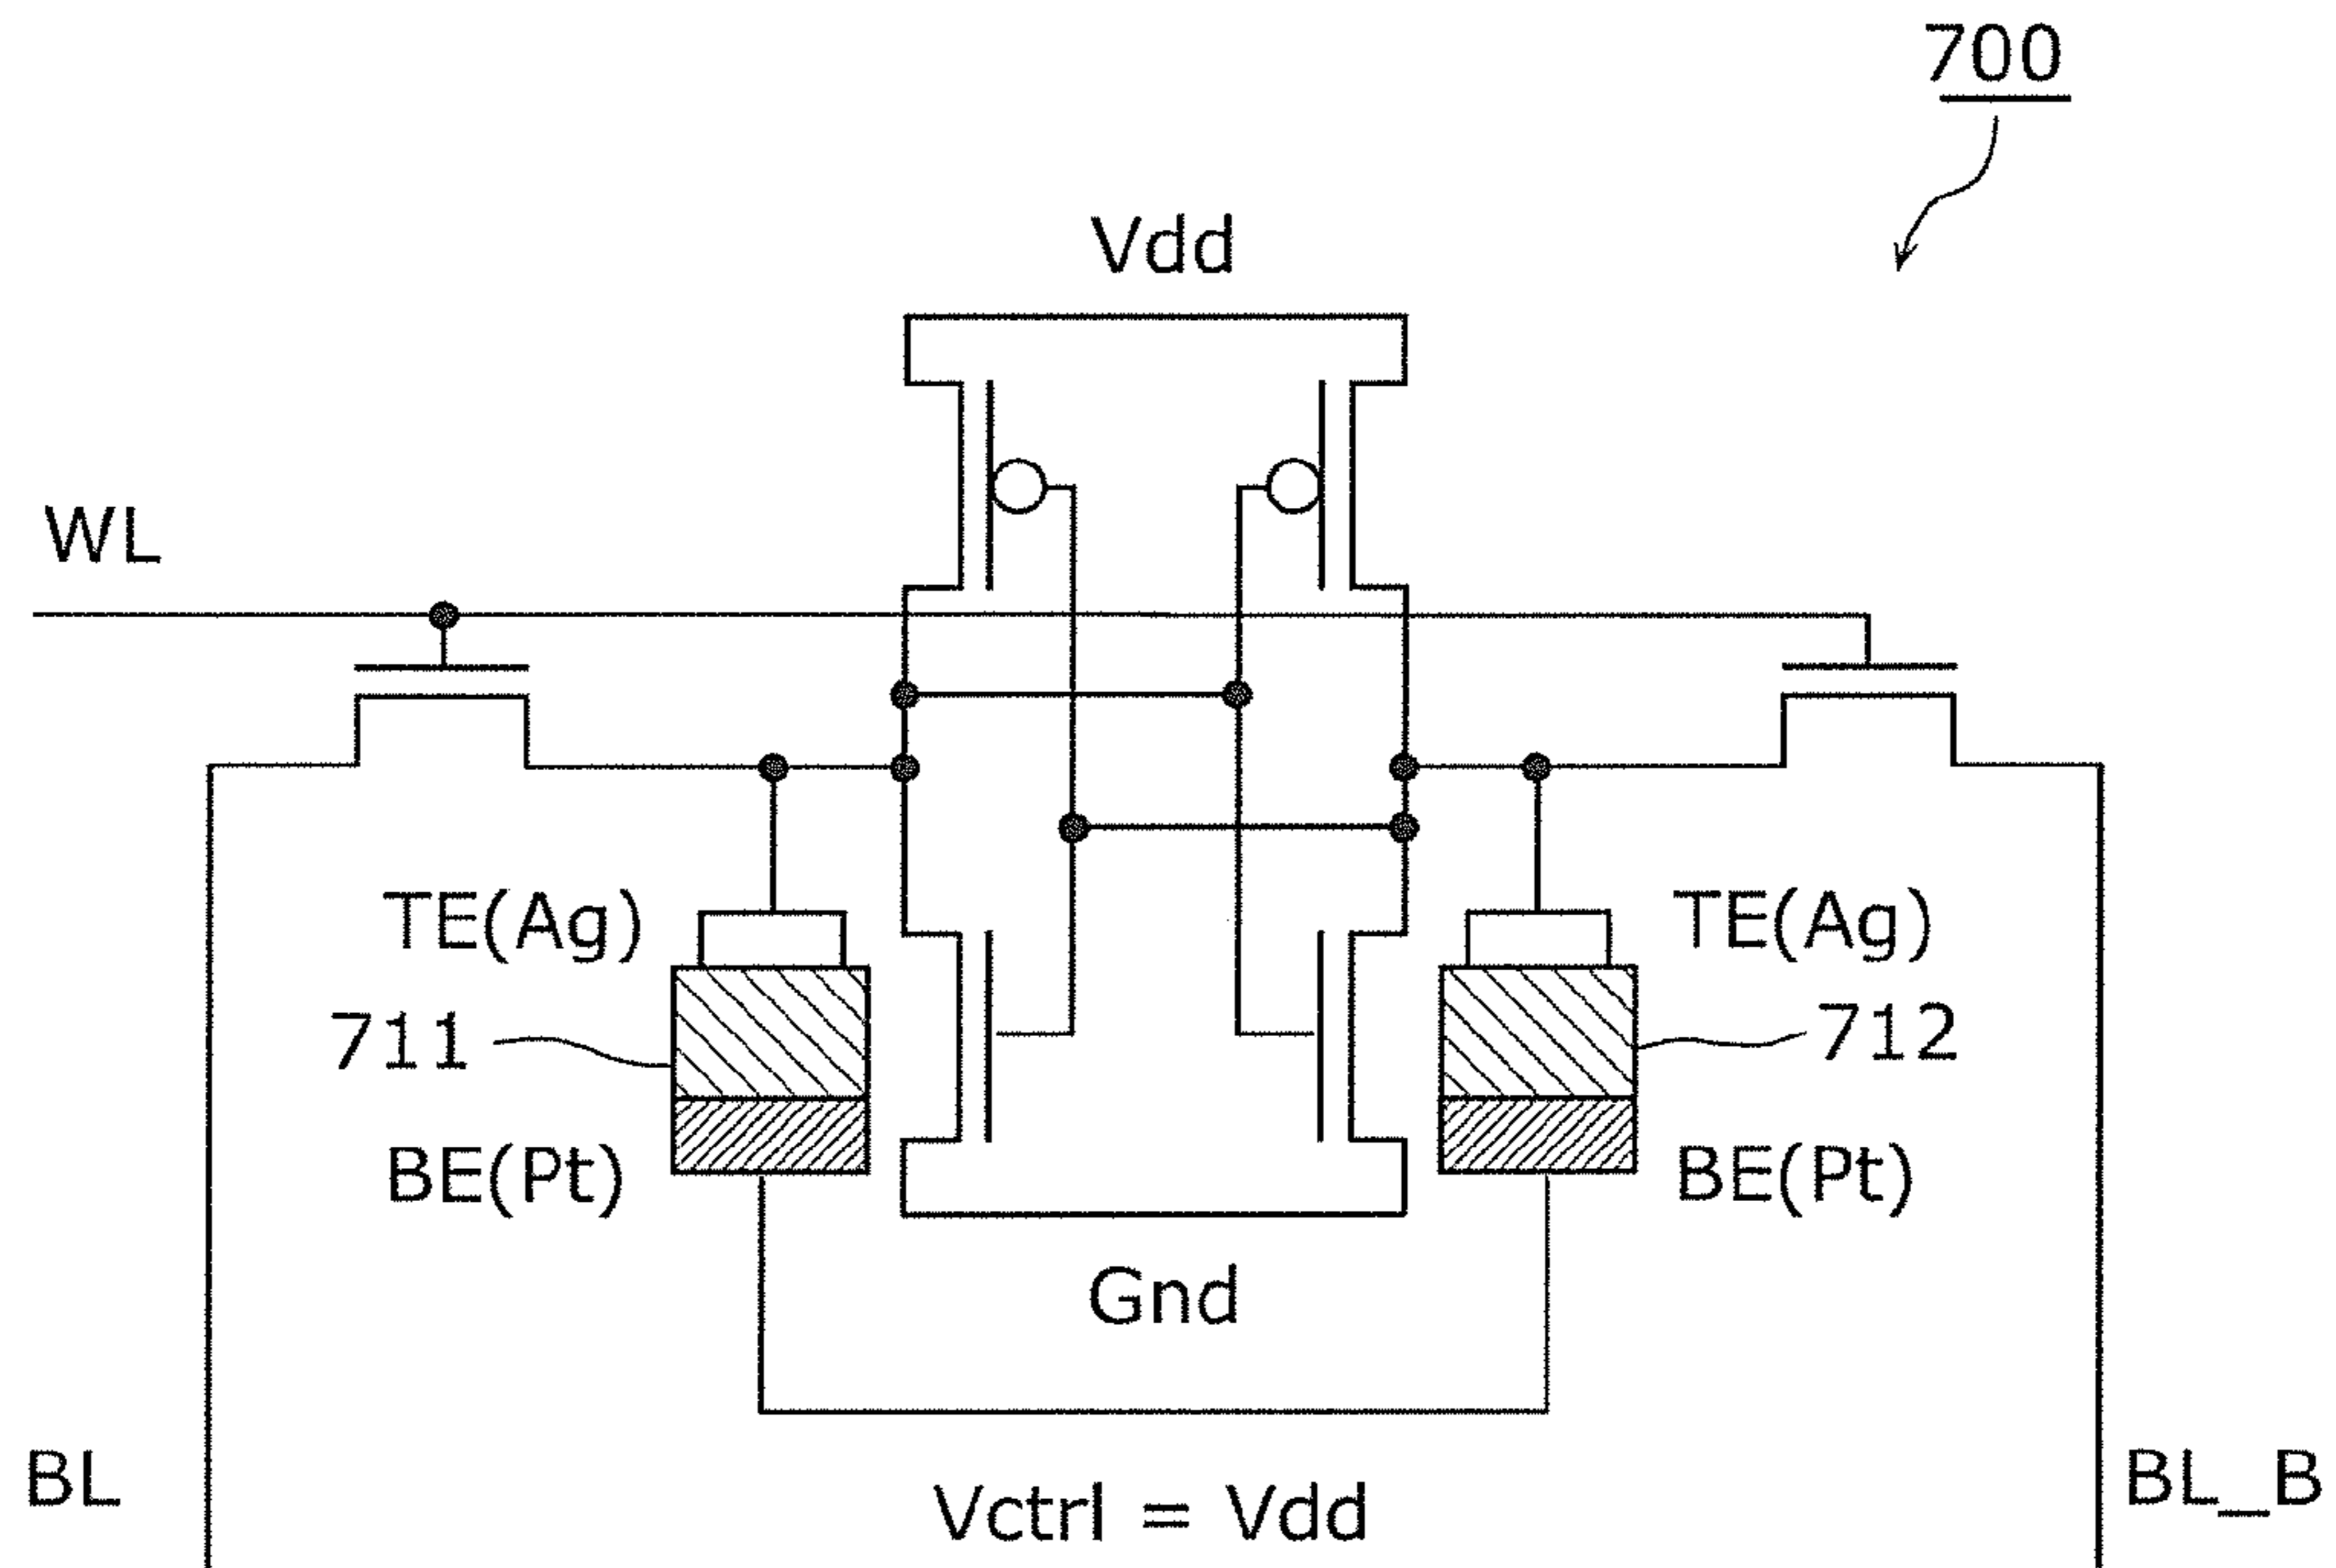 700
Vdd
WL
TE(Ag)
TE(Ag)
711
712
BE(Pt)
BE(Pt)
Gnd
BL
Vctrl = Vdd
BL_B